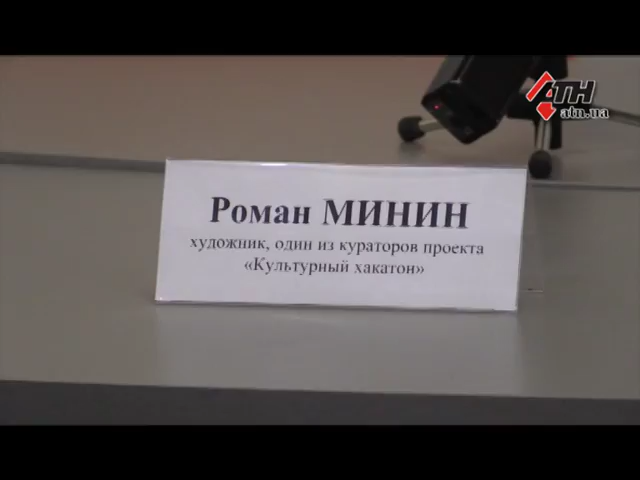 АТН
atn.ua
Роман МИНИН
художник, один из кураторов проекта
«Культурный хакатон»